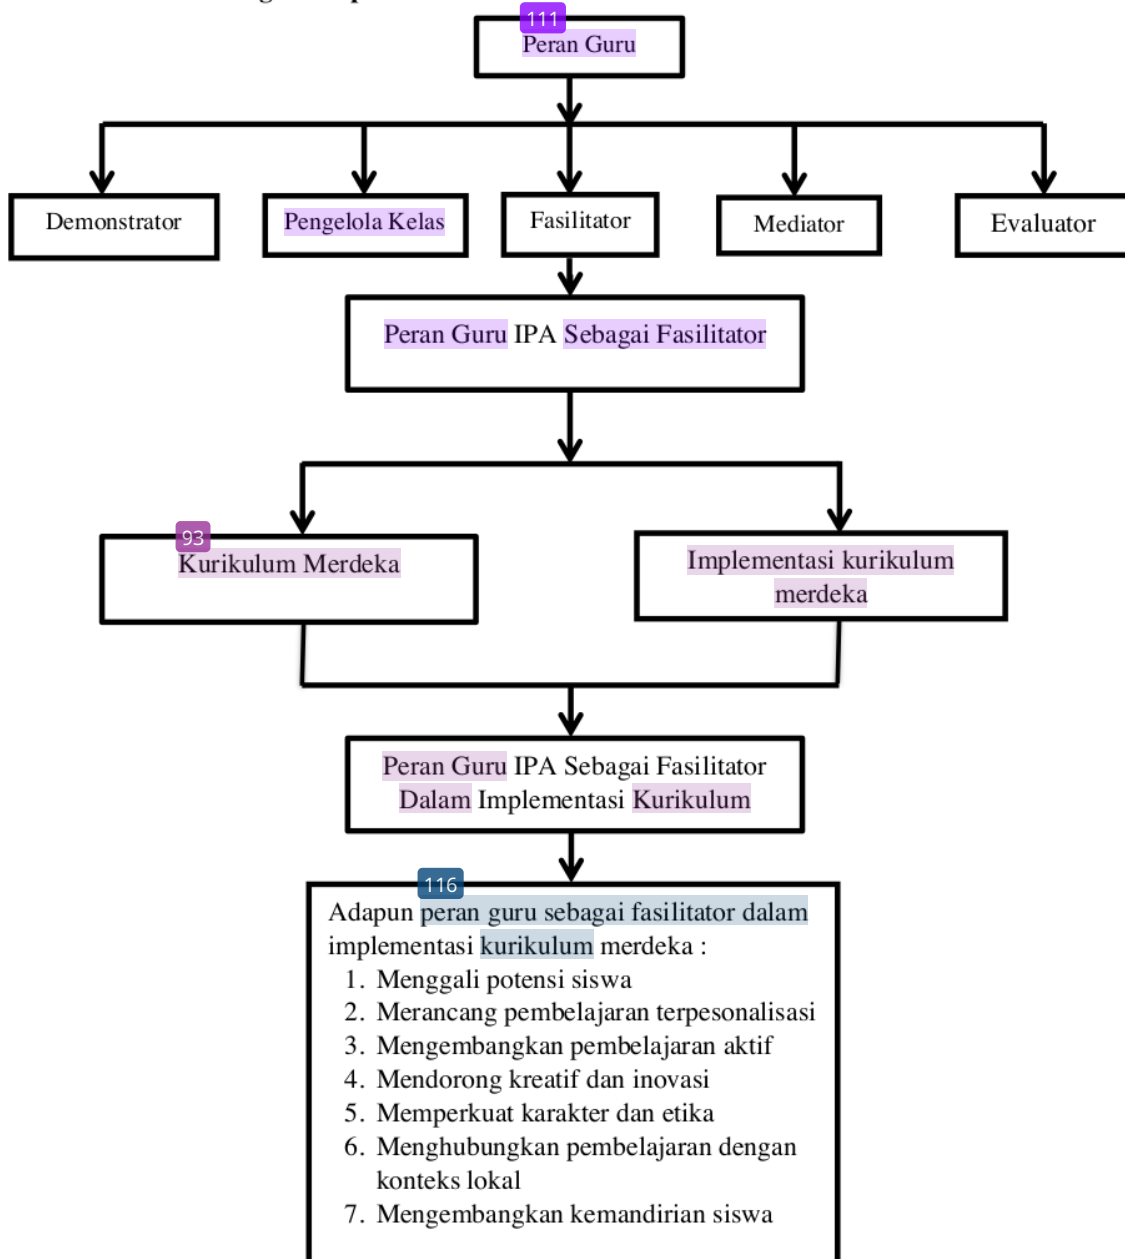 111
Peran Guru
Demonstrator
Pengelola Kelas
Fasilitator
Mediator
Evaluator
Peran Guru IPA Sebagai Fasilitator
93
Kurikulum Merdeka
Implementasi kurikulum
merdeka
Peran Guru IPA Sebagai Fasilitator
Dalam Implementasi Kurikulum
116
Adapun peran guru sebagai fasilitator dalam
implementasi kurikulum merdeka :
1. Menggali potensi siswa
2. Merancang pembelajaran terpesonalisasi
3. Mengembangkan pembelajaran aktif
4. Mendorong kreatif dan inovasi
5. Memperkuat karakter dan etika
6. Menghubungkan pembelajaran dengan
konteks lokal
7. Mengembangkan kemandirian siswa